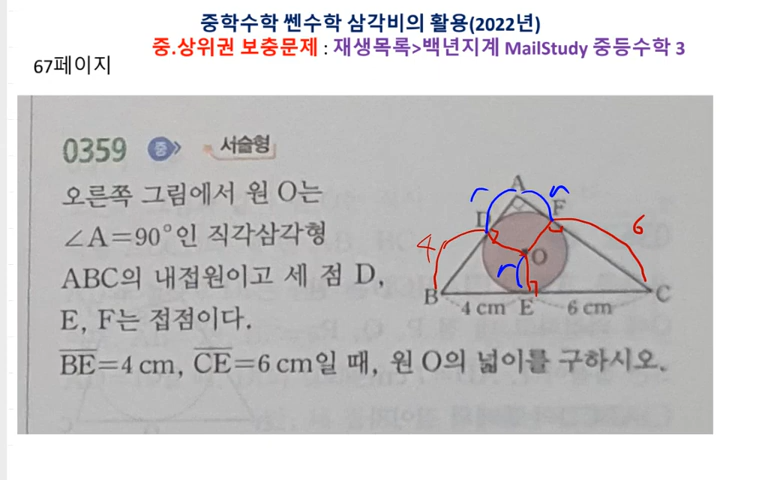 중학수학 쎈수학 삼각비의 활용(2022년)
중.상위권 보충문제 : 재생목록>백년지계 MailStudy 중등수학 3
67페이지
0359 중 서술형
오른쪽 그림에서 원 O는
∠A=90°인 직각삼각형
ABC의 내접원이고 세 점 D,
E, F는 접점이다.
BE=4 cm, CE=6 cm일 때, 원 O의 넓이를 구하시오.
A
r
r
D
F
4
6
O
r
B
4 cm E 6 cm
C